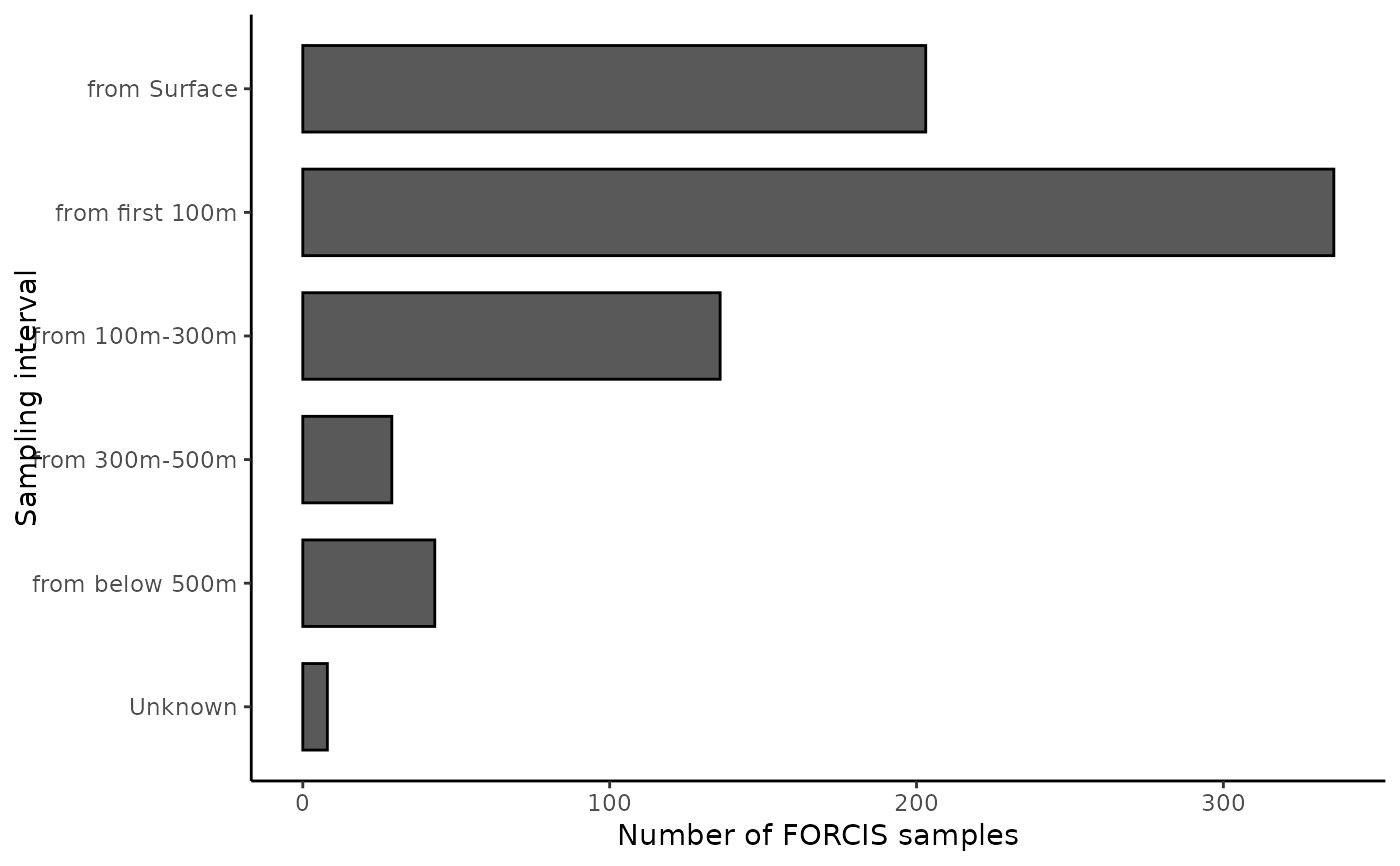 from Surface
from first 100m
from 100m-300m
from 300m-500m
from below 500m
Unknown
Sampling interval
0 100 200 300
Number of FORCIS samples